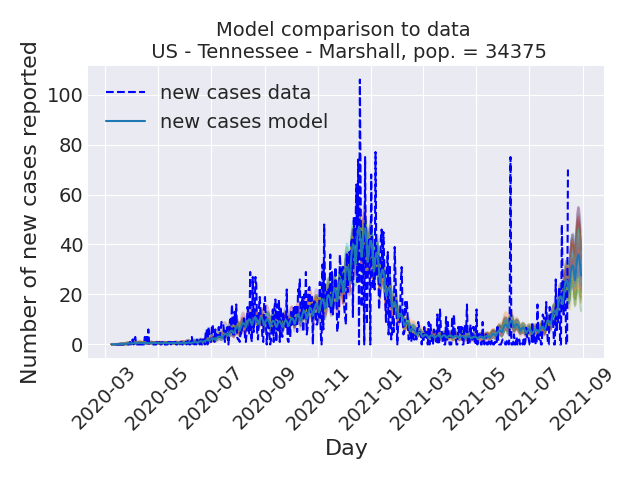 Model comparison to data
US - Tennessee - Marshall, pop. = 34375
new cases data
new cases model
Number of new cases reported
100
80
60
40
20
0
2020-03
2020-05
2020-07
2020-09
2020-11
2021-01
2021-03
2021-05
2021-07
2021-09
Day